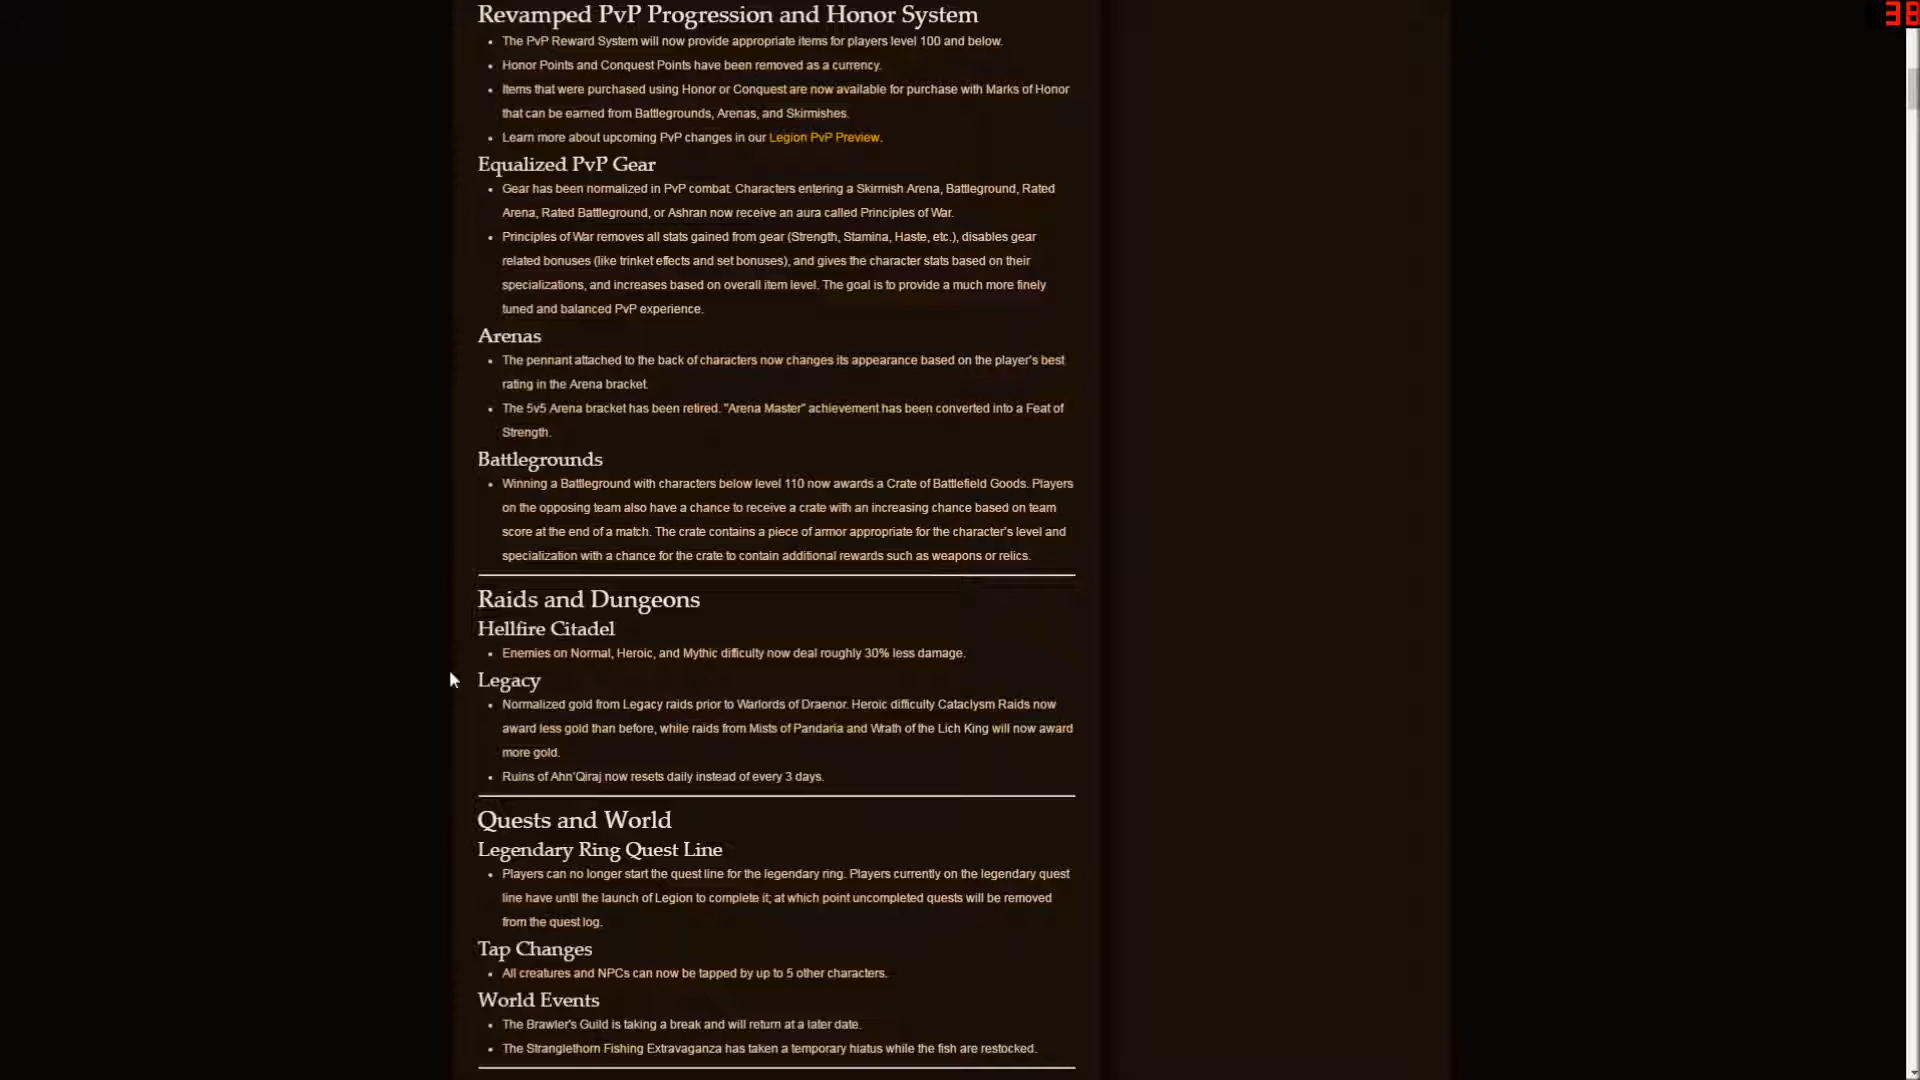 38
Revamped PvP Progression and Honor System
• The PvP Reward System will now provide appropriate items for players level 100 and below.
• Honor Points and Conquest Points have been removed as a currency.
• Items that were purchased using Honor or Conquest are now available for purchase with Marks of Honor
that can be earned from Battlegrounds, Arenas, and Skirmishes.
• Learn more about upcoming PvP changes in our Legion PvP Preview.
Equalized PvP Gear
• Gear has been normalized in PvP combat. Characters entering a Skirmish Arena, Battleground, Rated
Arena, Rated Battleground, or Ashran now receive an aura called Principles of War.
• Principles of War removes all stats gained from gear (Strength, Stamina, Haste, etc.), disables gear
related bonuses (like trinket effects and set bonuses), and gives the character stats based on their
specializations, and increases based on overall item level. The goal is to provide a much more finely
tuned and balanced PvP experience.
Arenas
• The pennant attached to the back of characters now changes its appearance based on the player's best
rating in the Arena bracket.
• The 5v5 Arena bracket has been retired. "Arena Master" achievement has been converted into a Feat of
Strength.
Battlegrounds
• Winning a Battleground with characters below level 110 now awards a Crate of Battlefield Goods. Players
on the opposing team also have a chance to receive a crate with an increasing chance based on team
score at the end of a match. The crate contains a piece of armor appropriate for the character's level and
specialization with a chance for the crate to contain additional rewards such as weapons or relics.
Raids and Dungeons
Hellfire Citadel
• Enemies on Normal, Heroic, and Mythic difficulty now deal roughly 30% less damage.
Legacy
• Normalized gold from Legacy raids prior to Warlords of Draenor. Heroic difficulty Cataclysm Raids now
award less gold than before, while raids from Mists of Pandaria and Wrath of the Lich King will now award
more gold.
• Ruins of Ahn'Qiraj now resets daily instead of every 3 days.
Quests and World
Legendary Ring Quest Line
• Players can no longer start the quest line for the legendary ring. Players currently on the legendary quest
line have until the launch of Legion to complete it; at which point uncompleted quests will be removed
from the quest log.
Tap Changes
• All creatures and NPCs can now be tapped by up to 5 other characters.
World Events
• The Brawler's Guild is taking a break and will return at a later date.
• The Stranglethorn Fishing Extravaganza has taken a temporary hiatus while the fish are restocked.